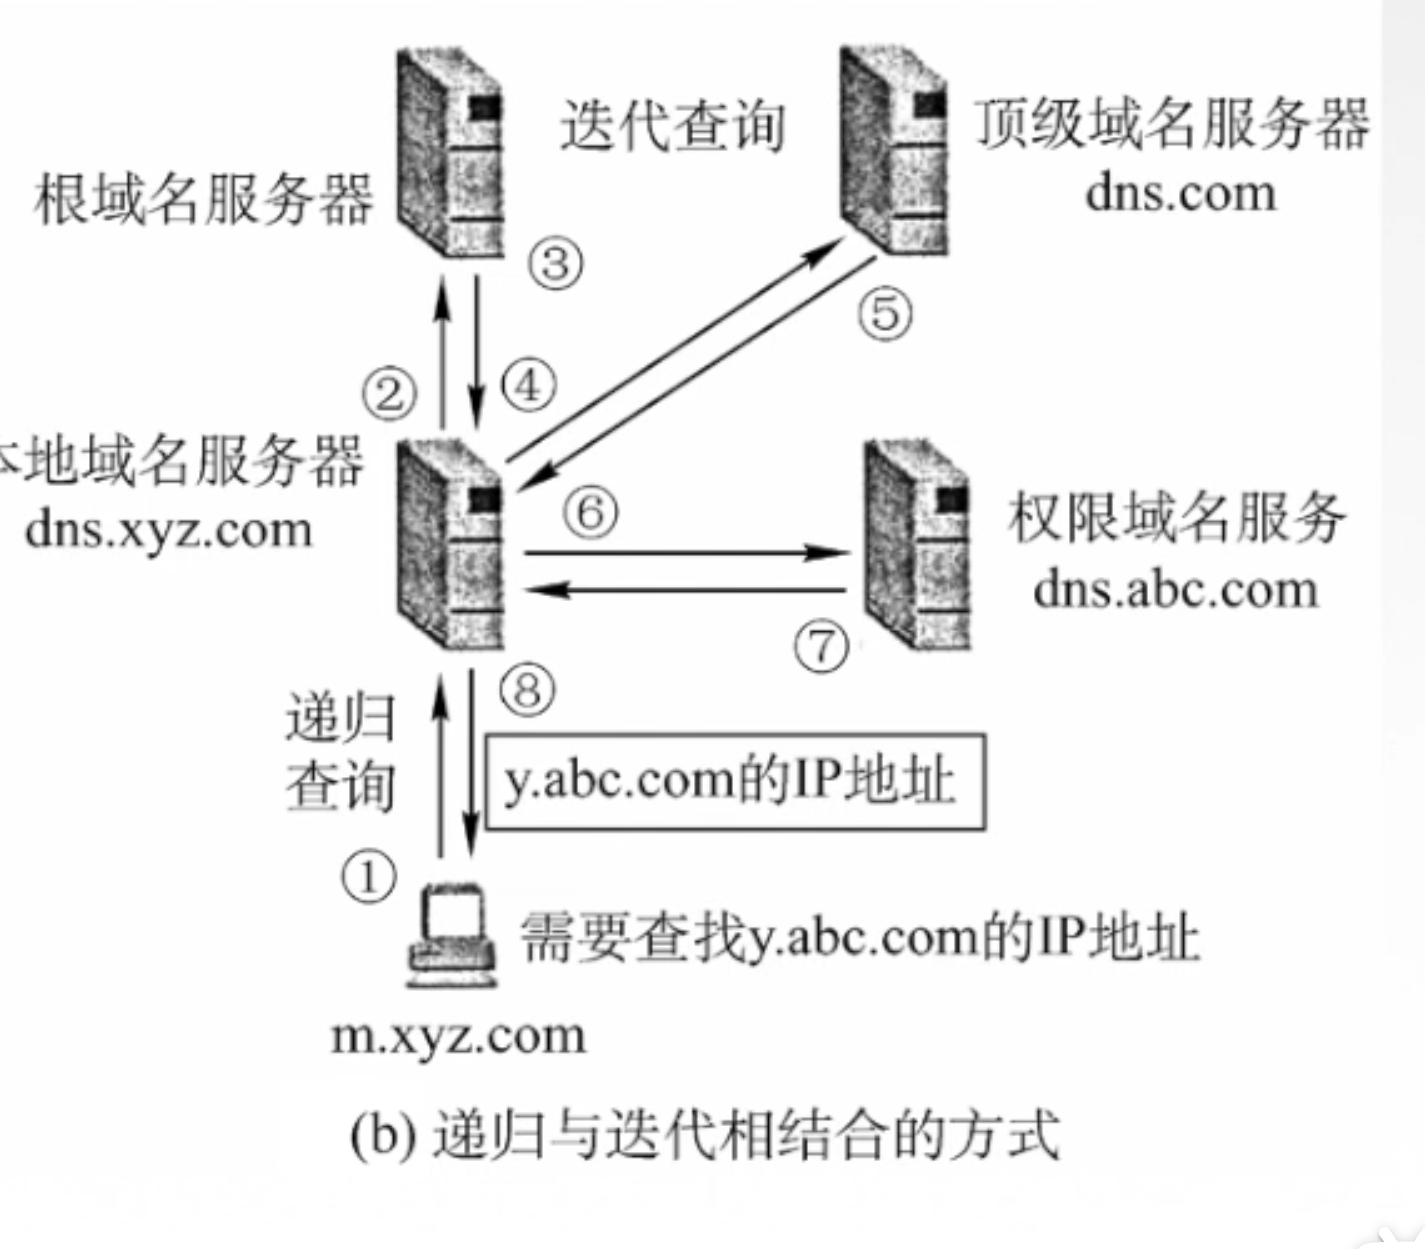 迭代查询
顶级域名服务器
dns.com
根域名服务器
③
⑤
②
④
本地域名服务器
dns.xyz.com
⑥
权限域名服务
dns.abc.com
⑦
⑧
递归
查询
y.abc.com的IP地址
①
需要查找y.abc.com的IP地址
m.xyz.com
(b) 递归与迭代相结合的方式